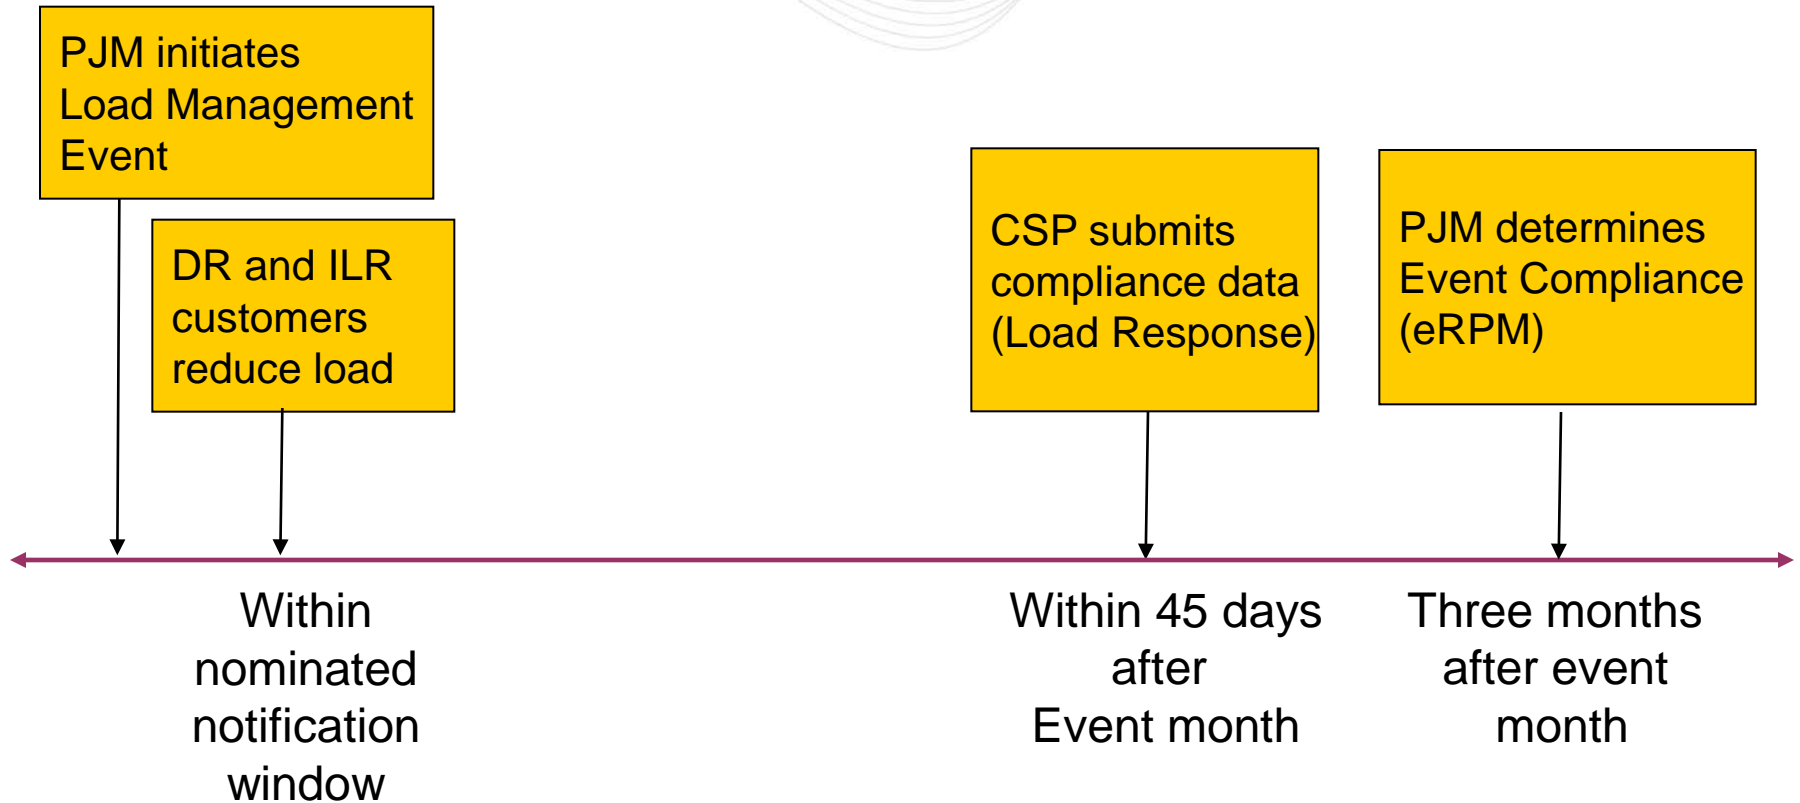 PJM initiates
Load Management
Event
DR and ILR
customers
reduce load
CSP submits
compliance data
(Load Response)
PJM determines
Event Compliance
(eRPM)
Within
nominated
notification
window
Within 45 days
after
Event month
Three months
after event
month